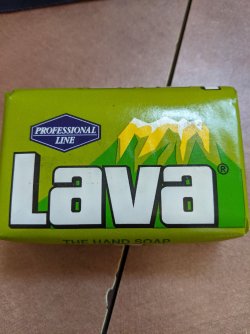 PROFESSIONAL
LINE
Lava®
THE HAND SOAP